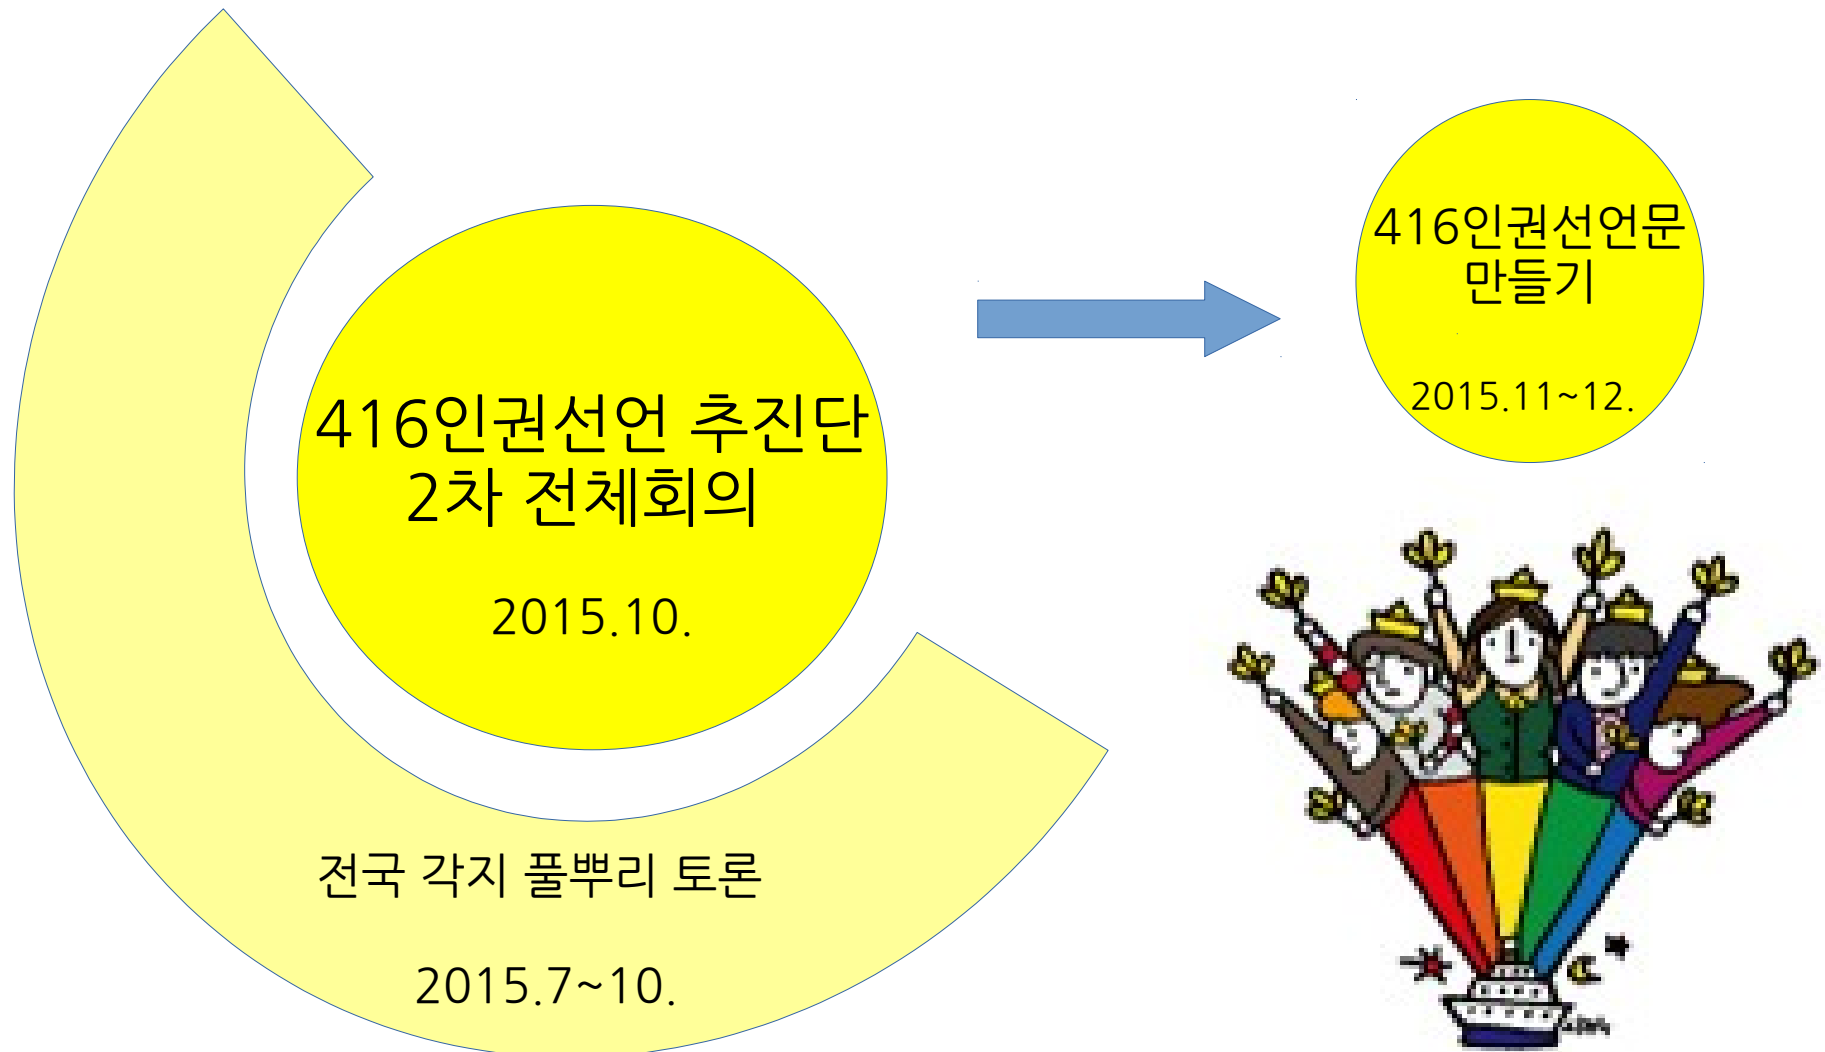 416인권선언 추진단
2차 전체회의
2015.10.
전국 각지 풀뿌리 토론
2015.7~10.
416인권선언문
만들기
2015.11~12.